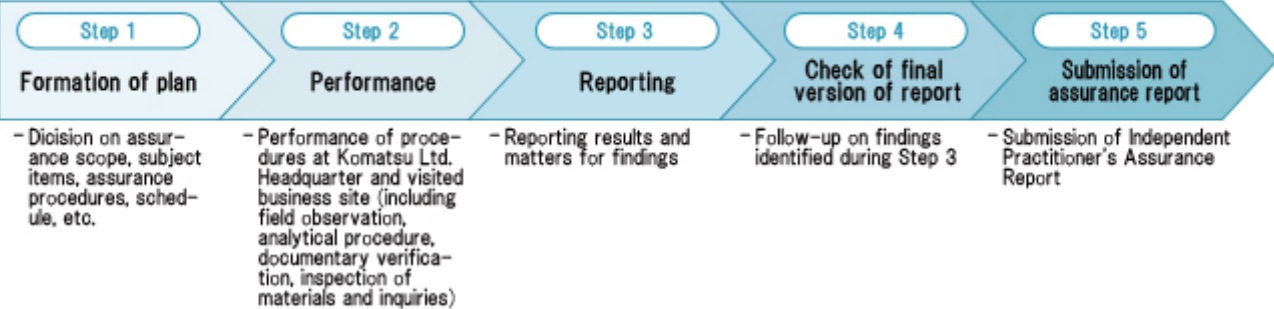 Step 1
Formation of plan
- Dicision on assur-
ance scope, subject
items, assurance
procedures, sched-
ule, etc.
Step 2
Performance
- Performance of proce-
dures at Komatsu Ltd.
Headquarter and visited
business site (including
field observation,
analytical procedure,
documentary verifica-
tion, inspection of
materials and inquiries)
Step 3
Reporting
- Reporting results and
matters for findings
Step 4
Check of final
version of report
- Follow-up on findings
identified during Step 3
Step 5
Submission of
assurance report
- Submission of Independent
Practitioner's Assurance
Report